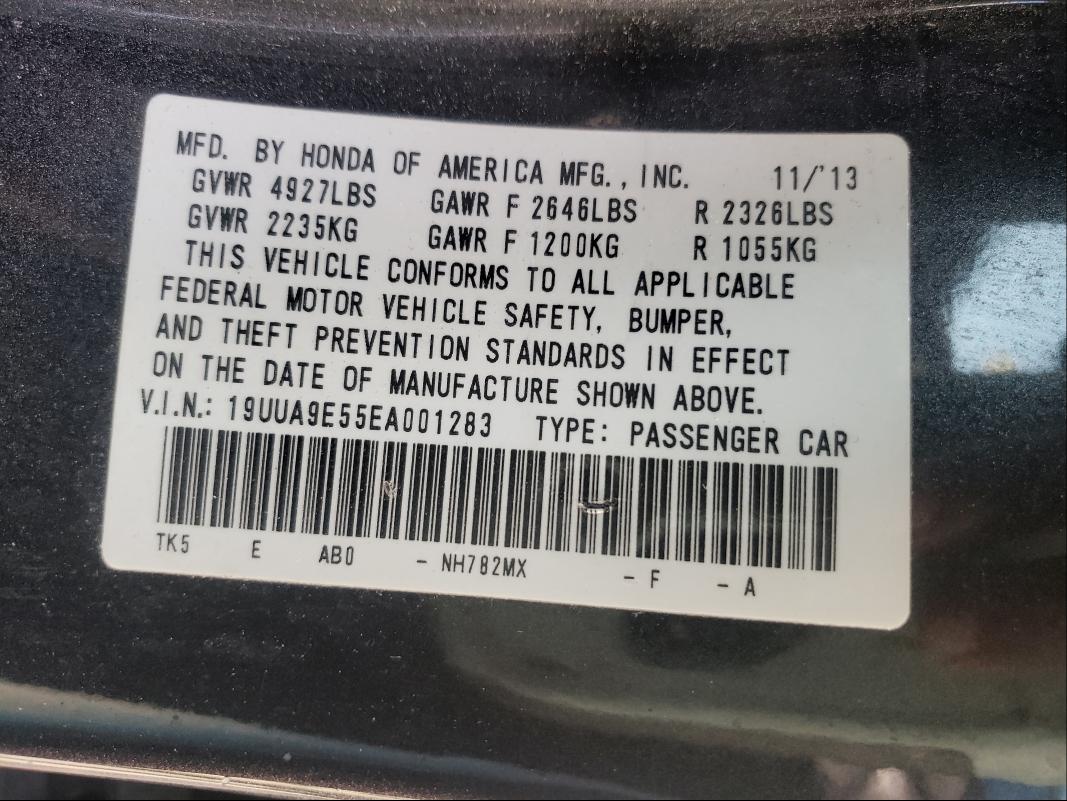 MFD. BY HONDA OF AMERICA MFG., INC. 11/'13
GVWR 4927LBS GAWR F 2646LBS R 2326LBS
GVWR 2235KG GAWR F 1200KG R 1055KG
THIS VEHICLE CONFORMS TO ALL APPLICABLE
FEDERAL MOTOR VEHICLE SAFETY, BUMPER,
AND THEFT PREVENTION STANDARDS IN EFFECT
ON THE DATE OF MANUFACTURE SHOWN ABOVE.
V.I.N.: 19UUA9E55EA001283 TYPE: PASSENGER CAR
TK5 E AB0 - NH782MX - F - A